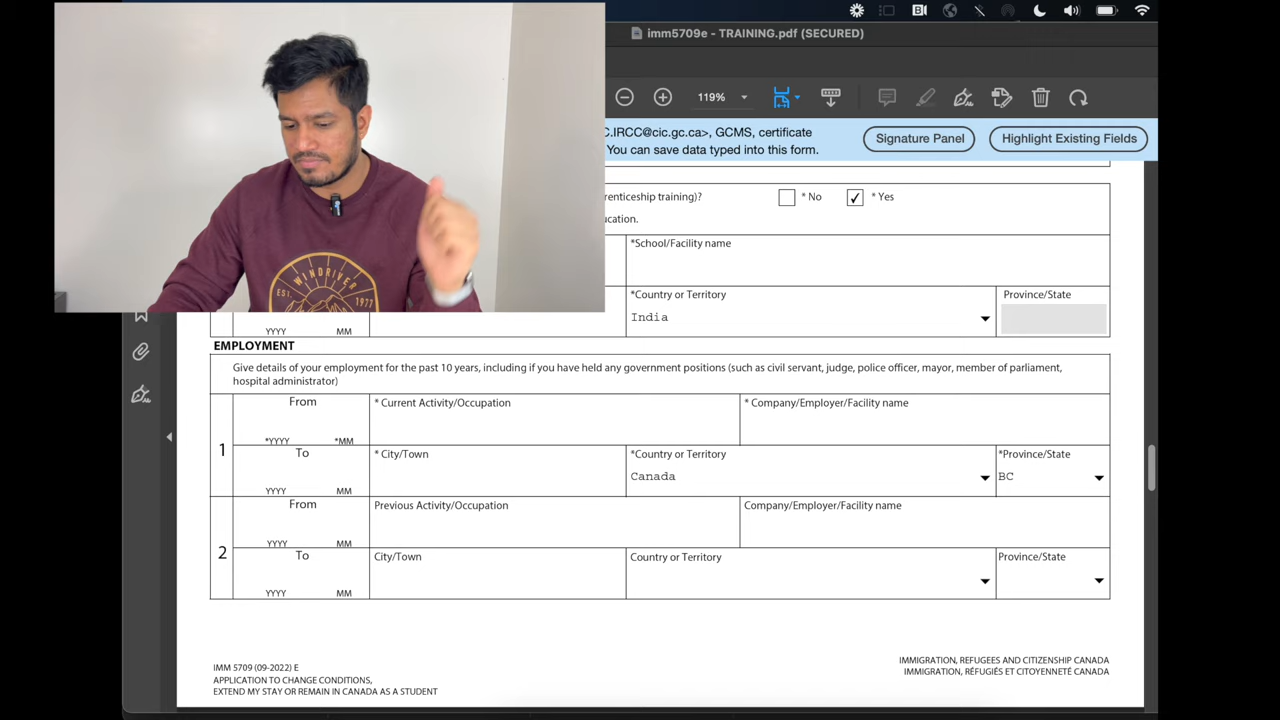 imm5709e - TRAINING.pdf (SECURED)
119%
C.IRCC@cic.gc.ca>, GCMS, certificate
You can save data typed into this form.
Signature Panel
Highlight Existing Fields
renticeship training)?
* No
✓
* Yes
ucation.
*School/Facility name
*Country or Territory
Province/State
India
YYYY
MM
WINDRIVER
EST.
1977
EMPLOYMENT
Give details of your employment for the past 10 years, including if you have held any government positions (such as civil servant, judge, police officer, mayor, member of parliament,
hospital administrator)
1
From
*YYYY
*MM
* Current Activity/Occupation
* Company/Employer/Facility name
To
YYYY
MM
* City/Town
*Country or Territory
Canada
*Province/State
BC
2
From
YYYY
MM
Previous Activity/Occupation
Company/Employer/Facility name
To
YYYY
MM
City/Town
Country or Territory
Province/State
IMM 5709 (09-2022) E
APPLICATION TO CHANGE CONDITIONS,
EXTEND MY STAY OR REMAIN IN CANADA AS A STUDENT
IMMIGRATION, REFUGEES AND CITIZENSHIP CANADA
IMMIGRATION, RÉFUGIÉS ET CITOYENNETÉ CANADA